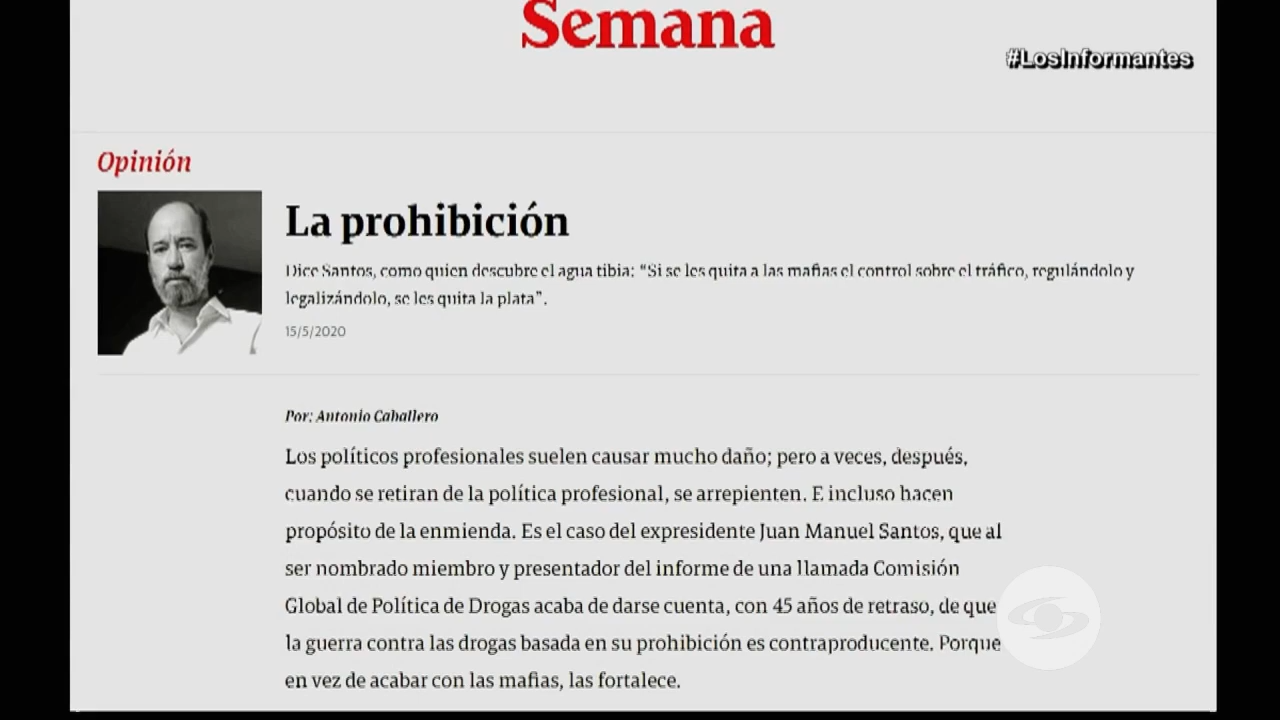 Semana
#LosInformantes
Opinión
La prohibición
Dice Santos, como quien descubre el agua tibia: “Si se les quita a las mafias el control sobre el tráfico, regulándolo y
legalizándolo, se les quita la plata”.
15/5/2020
Por: Antonio Caballero
Los políticos profesionales suelen causar mucho daño; pero a veces, después,
cuando se retiran de la política profesional, se arrepienten. E incluso hacen
propósito de la enmienda. Es el caso del expresidente Juan Manuel Santos, que al
ser nombrado miembro y presentador del informe de una llamada Comisión
Global de Política de Drogas acaba de darse cuenta, con 45 años de retraso, de que
la guerra contra las drogas basada en su prohibición es contraproducente. Porque
en vez de acabar con las mafias, las fortalece.